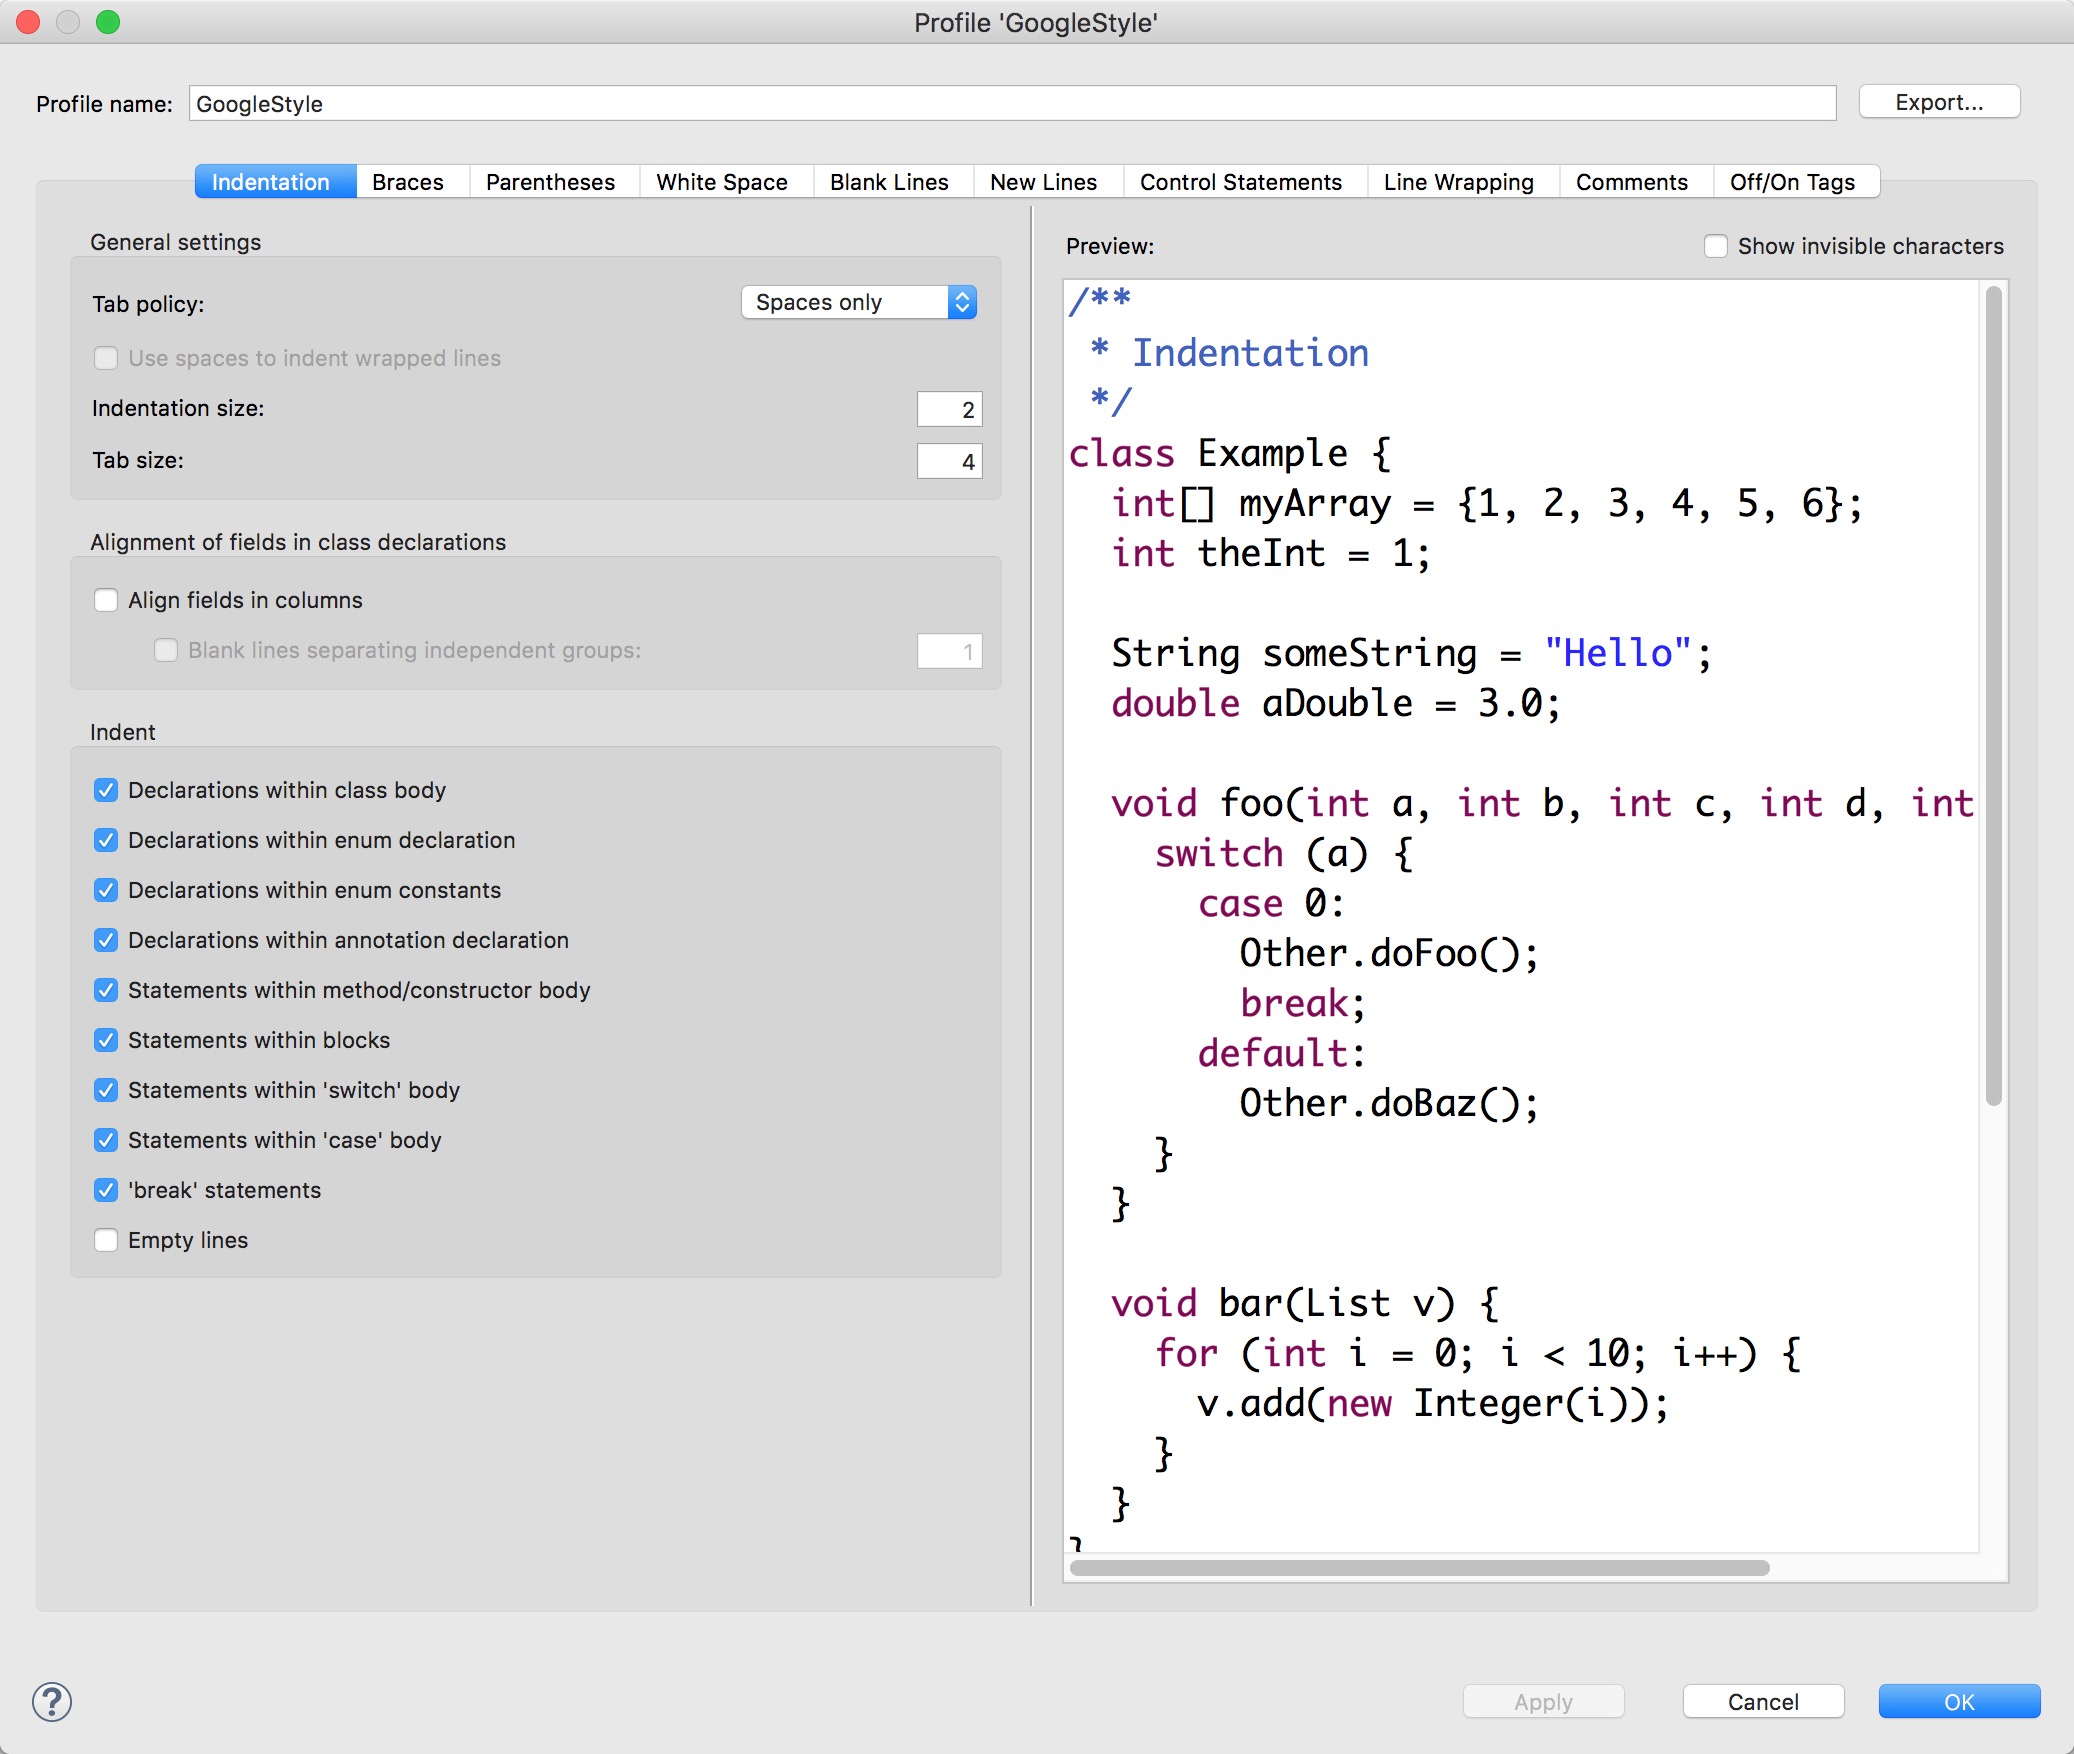 Profile 'GoogleStyle'
Profile name: GoogleStyle Export...
Indentation Braces Parentheses White Space Blank Lines New Lines Control Statements Line Wrapping Comments Off/On Tags
General settings
Tab policy: Spaces only
Use spaces to indent wrapped lines
Indentation size: 2
Tab size: 4
Alignment of fields in class declarations
Align fields in columns
Blank lines separating independent groups: 1
Indent
Declarations within class body
Declarations within enum declaration
Declarations within enum constants
Declarations within annotation declaration
Statements within method/constructor body
Statements within blocks
Statements within 'switch' body
Statements within 'case' body
'break' statements
Empty lines
Preview: Show invisible characters
/**
 * Indentation
 */
class Example {
  int[] myArray = {1, 2, 3, 4, 5, 6};
  int theInt = 1;

  String someString = "Hello";
  double aDouble = 3.0;

  void foo(int a, int b, int c, int d, int
    switch (a) {
      case 0:
        Other.doFoo();
        break;
      default:
        Other.doBaz();
    }
  }

  void bar(List v) {
    for (int i = 0; i < 10; i++) {
      v.add(new Integer(i));
    }
  }
}
? Apply Cancel OK